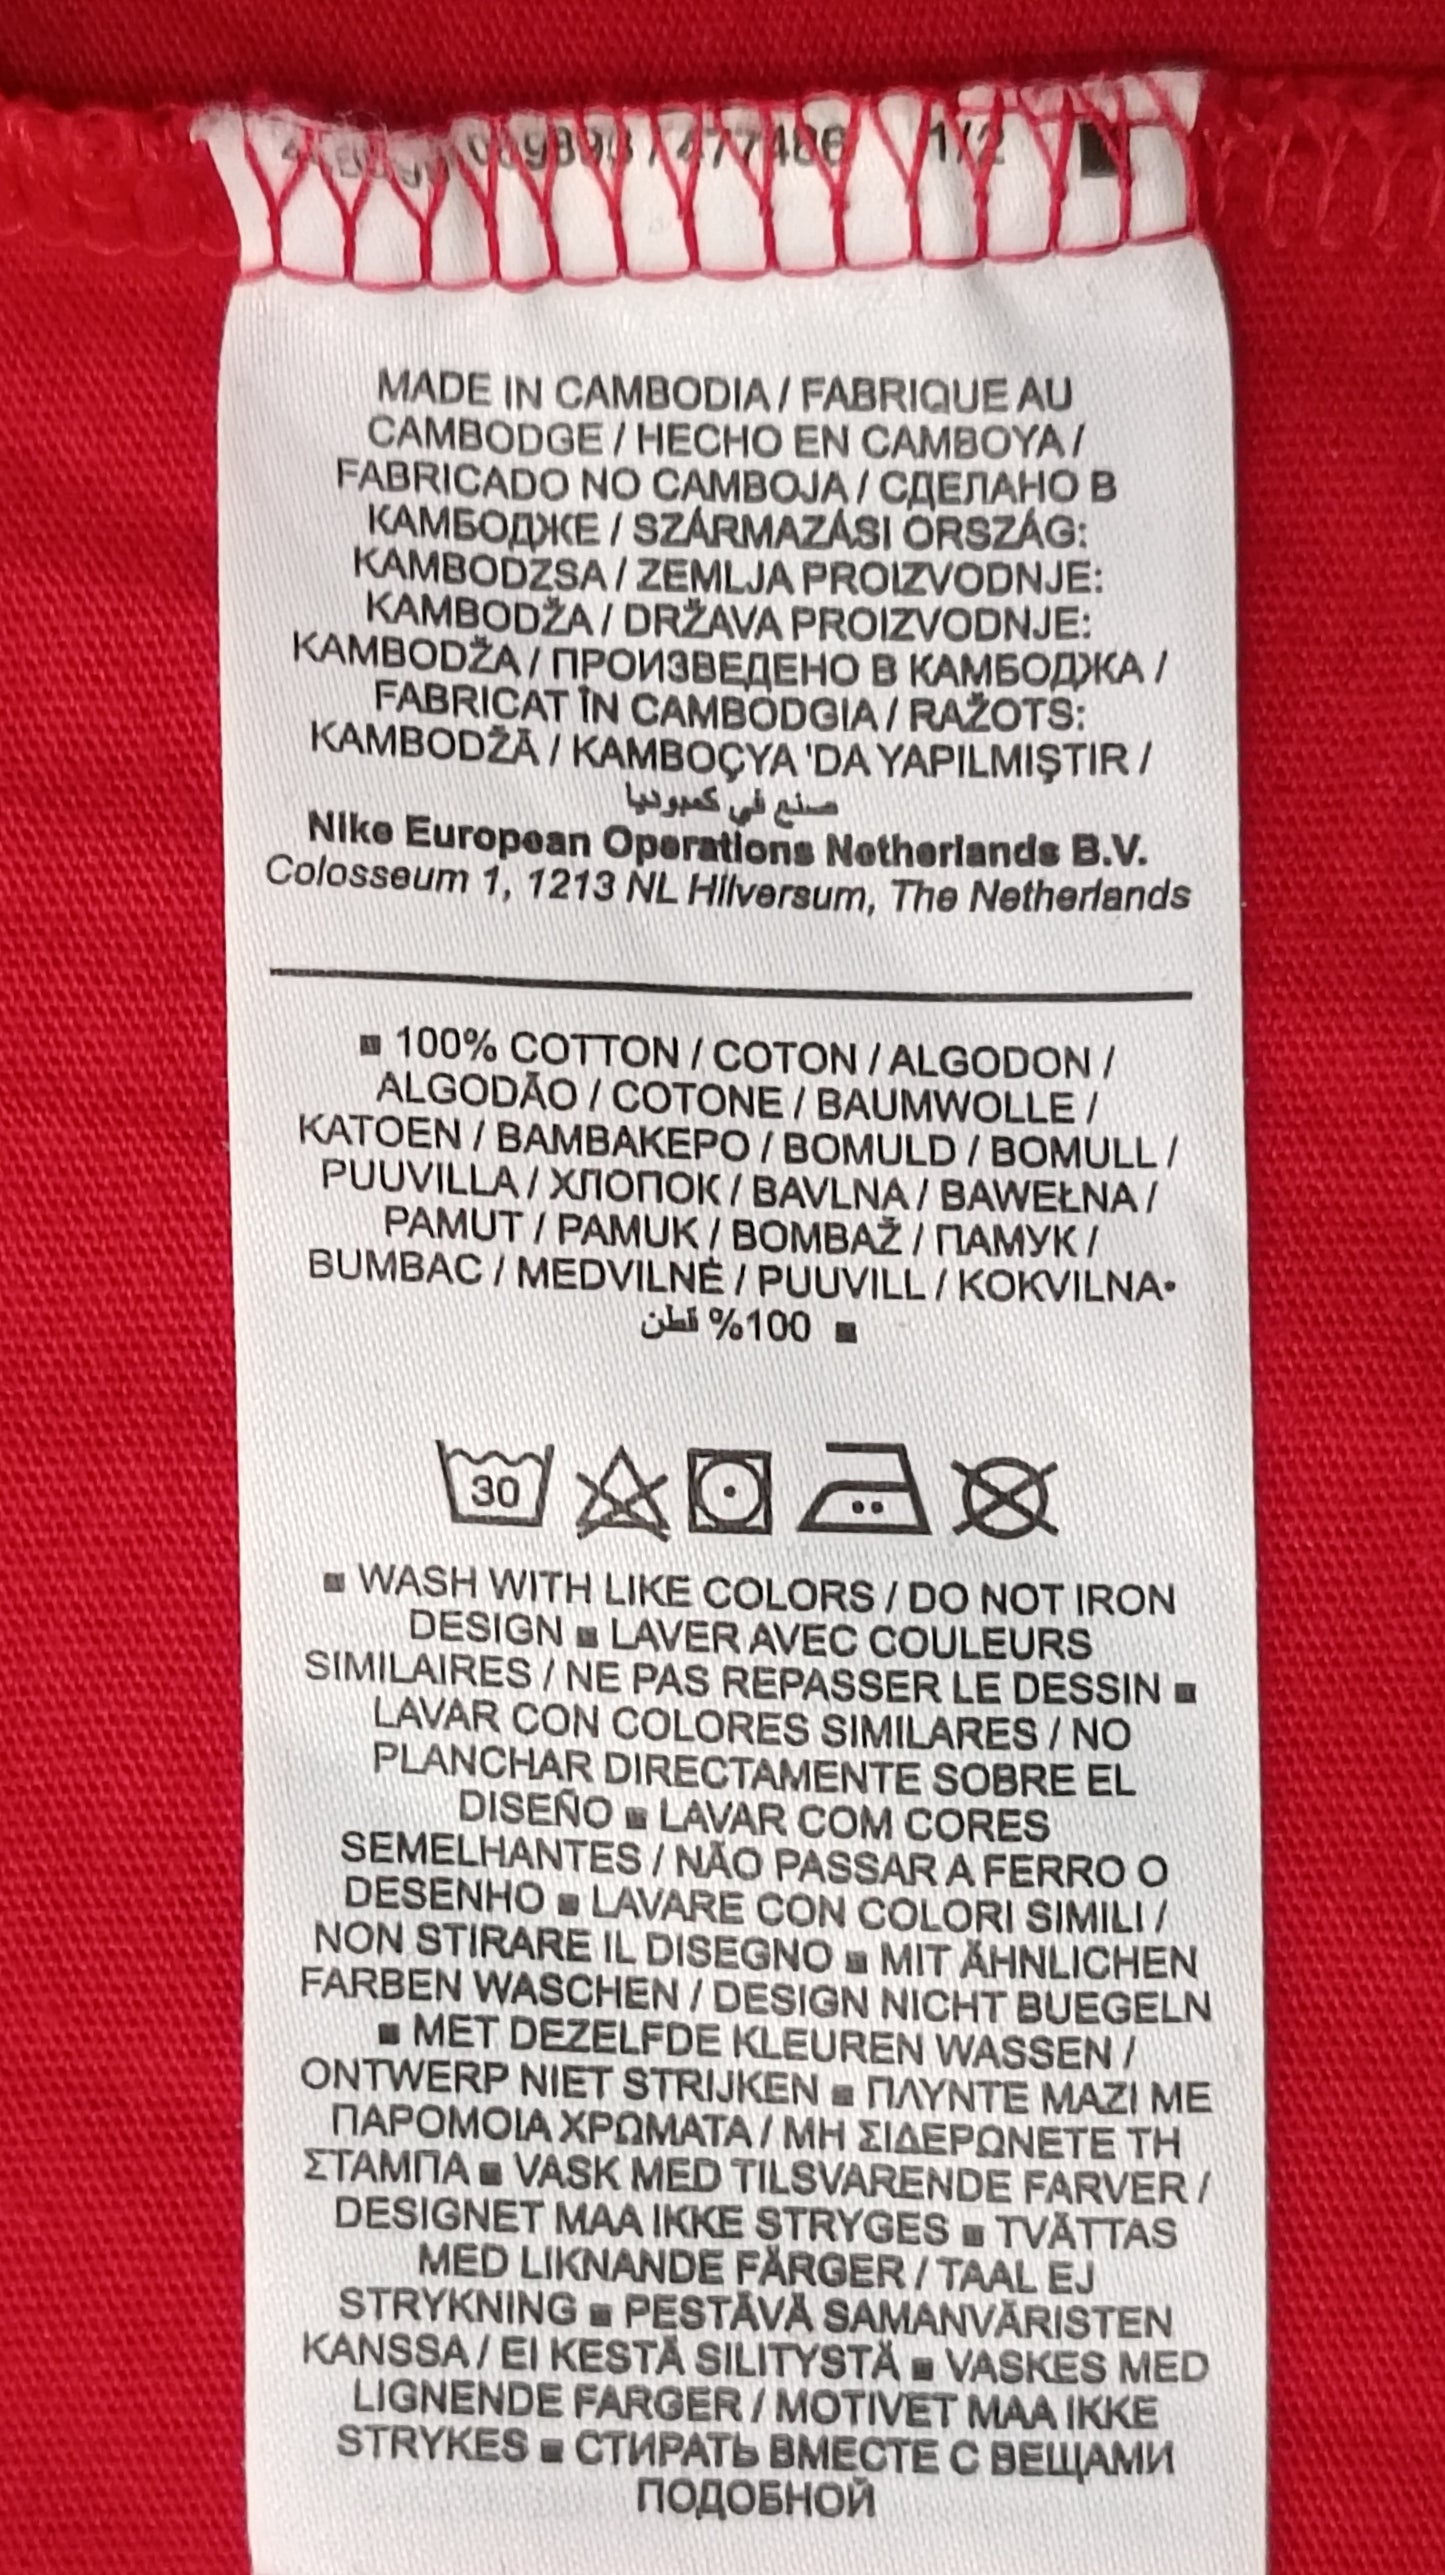 477486 1/2
MADE IN CAMBODIA / FABRIQUE AU
CAMBODGE / HECHO EN CAMBOYA /
FABRICADO NO CAMBOJA / СДЕЛАНО В
КАМБОДЖЕ / SZÁRMAZÁSI ORSZÁG:
KAMBODZSA / ZEMLJA PROIZVODNJE:
KAMBODŽA / DRŽAVA PROIZVODNJE:
KAMBODŽA / ПРОИЗВЕДЕНО В КАМБОДЖА /
FABRICAT ÎN CAMBODGIA / RAŽOTS:
KAMBODŽĀ / KAMBOÇYA 'DA YAPILMIŞTIR /
صنع في كمبوديا
Nike European Operations Netherlands B.V.
Colosseum 1, 1213 NL Hilversum, The Netherlands
■ 100% COTTON / COTON / ALGODON /
ALGODÃO / COTONE / BAUMWOLLE /
KATOEN / ΒΑΜΒΑΚΕΡΟ / BOMULD / BOMULL /
PUUVILLA / ХЛОПОК / BAVLNA / BAWEŁNA /
PAMUT / PAMUK / BOMBAŽ / ПАМУК /
BUMBAC / MEDVILNĖ / PUUVILL / KOKVILNA•
100% قطن ■
30
■ WASH WITH LIKE COLORS / DO NOT IRON
DESIGN ■ LAVER AVEC COULEURS
SIMILAIRES / NE PAS REPASSER LE DESSIN ■
LAVAR CON COLORES SIMILARES / NO
PLANCHAR DIRECTAMENTE SOBRE EL
DISEÑO ■ LAVAR COM CORES
SEMELHANTES / NÃO PASSAR A FERRO O
DESENHO ■ LAVARE CON COLORI SIMILI /
NON STIRARE IL DISEGNO ■ MIT ÄHNLICHEN
FARBEN WASCHEN / DESIGN NICHT BUEGELN
■ MET DEZELFDE KLEUREN WASSEN /
ONTWERP NIET STRIJKEN ■ ΠΛΥΝΤΕ ΜΑΖΙ ΜΕ
ΠΑΡΟΜΟΙΑ ΧΡΩΜΑΤΑ / ΜΗ ΣΙΔΕΡΩΝΕΤΕ ΤΗ
ΣΤΑΜΠΑ ■ VASK MED TILSVARENDE FARVER /
DESIGNET MAA IKKE STRYGES ■ TVÄTTAS
MED LIKNANDE FÄRGER / TAAL EJ
STRYKNING ■ PESTÄVÄ SAMANVÄRISTEN
KANSSA / EI KESTÄ SILITYSTÄ ■ VASKES MED
LIGNENDE FARGER / MOTIVET MAA IKKE
STRYKES ■ СТИРАТЬ ВМЕСТЕ С ВЕЩАМИ
ПОДОБНОЙ